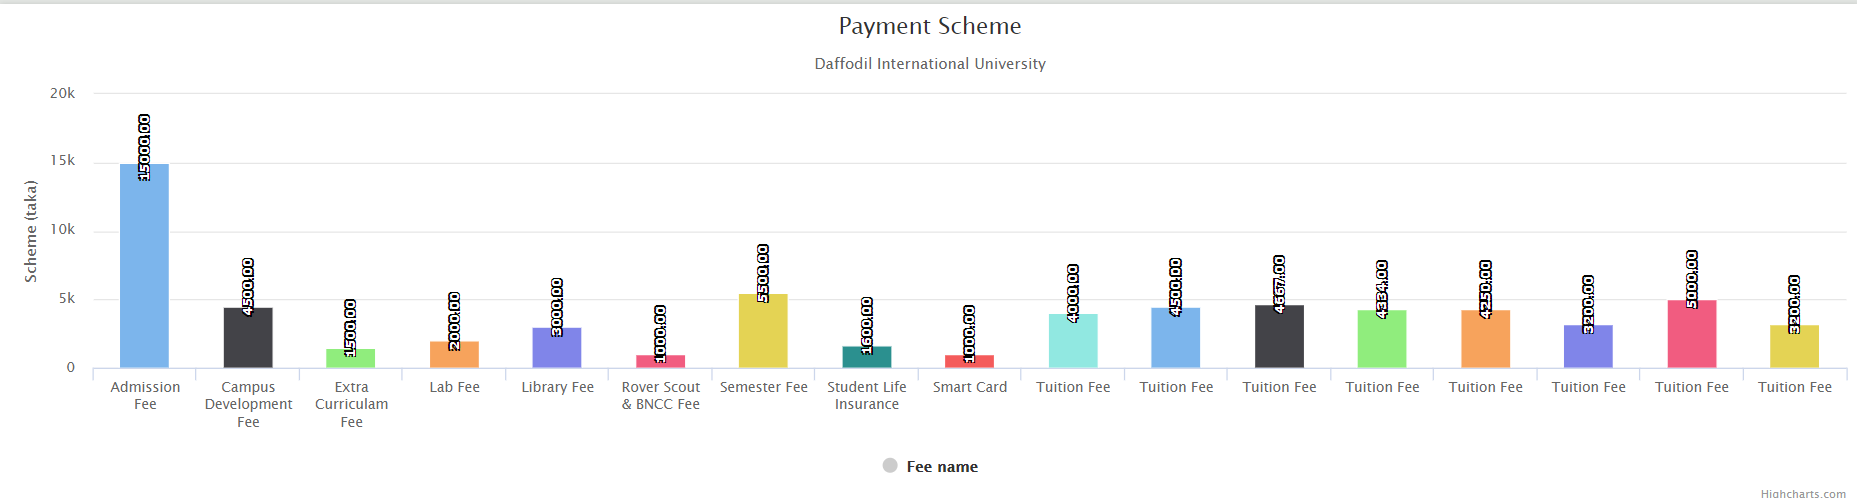 Payment Scheme
Daffodil International University
Scheme (taka)
20k
15k
10k
5k
0
15000.00
4500.00
1500.00
2000.00
3000.00
1000.00
5500.00
1600.00
1000.00
4000.00
4500.00
4667.00
4334.00
4250.00
3200.00
5000.00
3200.00
Admission
Fee
Campus
Development
Fee
Extra
Curriculam
Fee
Lab Fee
Library Fee
Rover Scout
& BNCC Fee
Semester Fee
Student Life
Insurance
Smart Card
Tuition Fee
Tuition Fee
Tuition Fee
Tuition Fee
Tuition Fee
Tuition Fee
Tuition Fee
Tuition Fee
Fee name
Highcharts.com